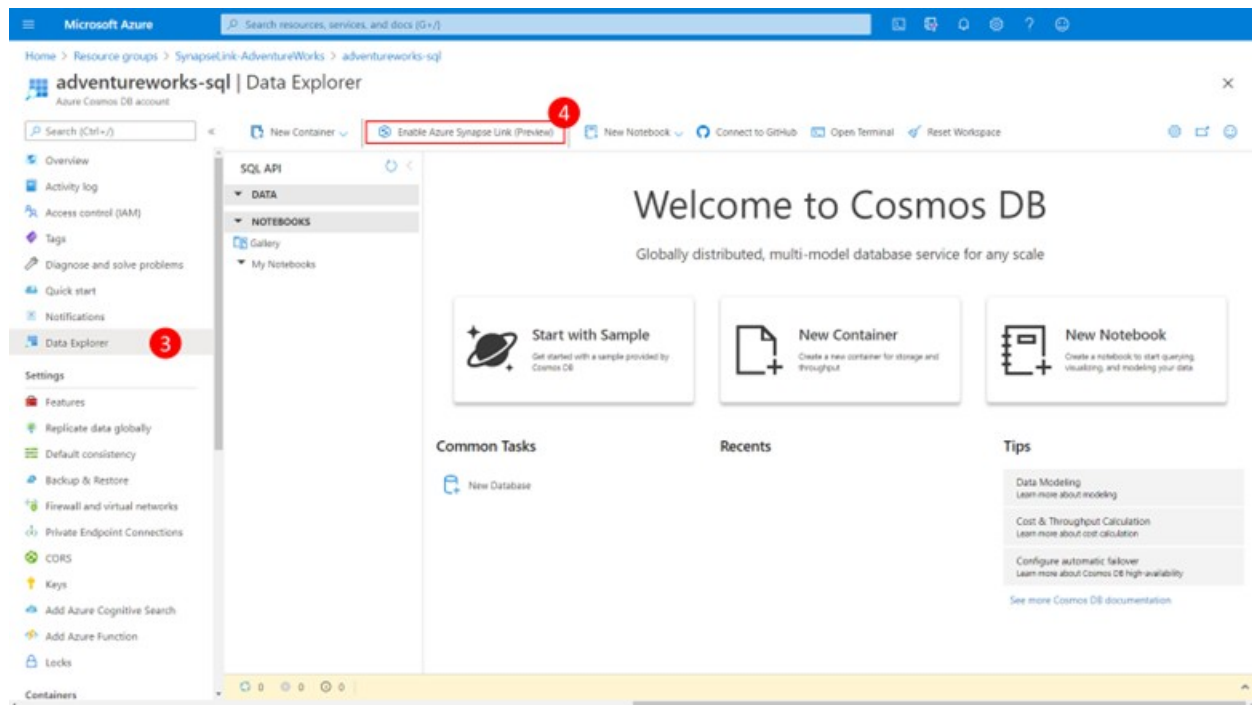 Microsoft Azure
Search resources, services, and docs (G+/)
Home > Resource groups > SynapseLink-AdventureWorks > adventureworks-sql
adventureworks-sql | Data Explorer
Azure Cosmos DB account
4
Search (Ctrl+/)
New Container
Enable Azure Synapse Link (Preview)
New Notebook
Connect to GitHub
Open Terminal
Reset Workspace
Overview
Activity log
Access control (IAM)
Tags
Diagnose and solve problems
Quick start
Notifications
Data Explorer
3
Settings
Features
Replicate data globally
Default consistency
Backup & Restore
Firewall and virtual networks
Private Endpoint Connections
CORS
Keys
Add Azure Cognitive Search
Add Azure Function
Locks
Containers
SQL API
DATA
NOTEBOOKS
Gallery
My Notebooks
Welcome to Cosmos DB
Globally distributed, multi-model database service for any scale
Start with Sample
Get started with a sample provided by
Cosmos DB
New Container
Create a new container for storage and
throughput
New Notebook
Create a notebook to start querying,
visualizing, and modeling your data
Common Tasks
New Database
Recents
Tips
Data Modeling
Learn more about modeling
Cost & Throughput Calculation
Learn more about cost calculation
Configure automatic failover
Learn more about Cosmos DB high-availability
See more Cosmos DB documentation
0 0 0